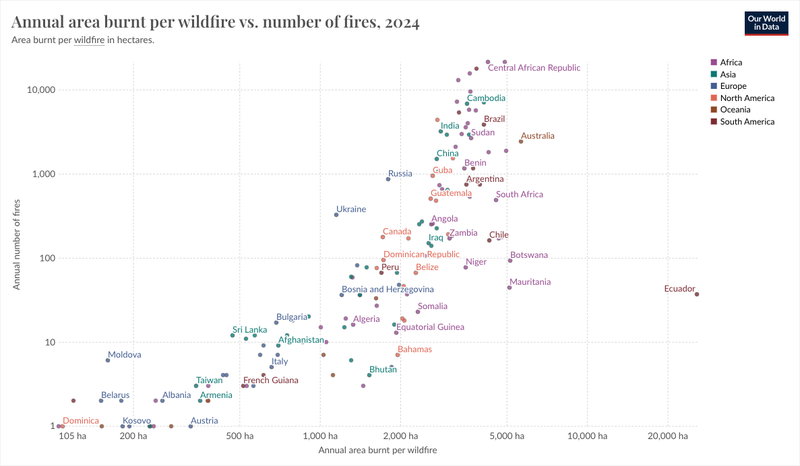 Annual area burnt per wildfire vs. number of fires, 2024
Area burnt per wildfire in hectares.
Our World
in Data
Africa
Asia
Europe
North America
Oceania
South America
Central African Republic
10,000
Cambodia
Brazil
India
Sudan
Australia
China
Benin
1,000
Russia
Guba
Argentina
Guatemala
South Africa
Ukraine
Angola
Canada
Iraq
Zambia
Chile
100
Dominican Republic
Botswana
Peru
Belize
Niger
Bosnia and Herzegovina
Mauritania
Ecuador
Somalia
Bulgaria
Algeria
Equatorial Guinea
Sri Lanka
Afghanistan
10
Bahamas
Moldova
Italy
Bhutan
Taiwan
French Guiana
Belarus
Albania
Armenia
1
Dominica
Kosovo
Austria
105 ha
200 ha
500 ha
1,000 ha
2,000 ha
5,000 ha
10,000 ha
20,000 ha
Annual area burnt per wildfire
Annual number of fires